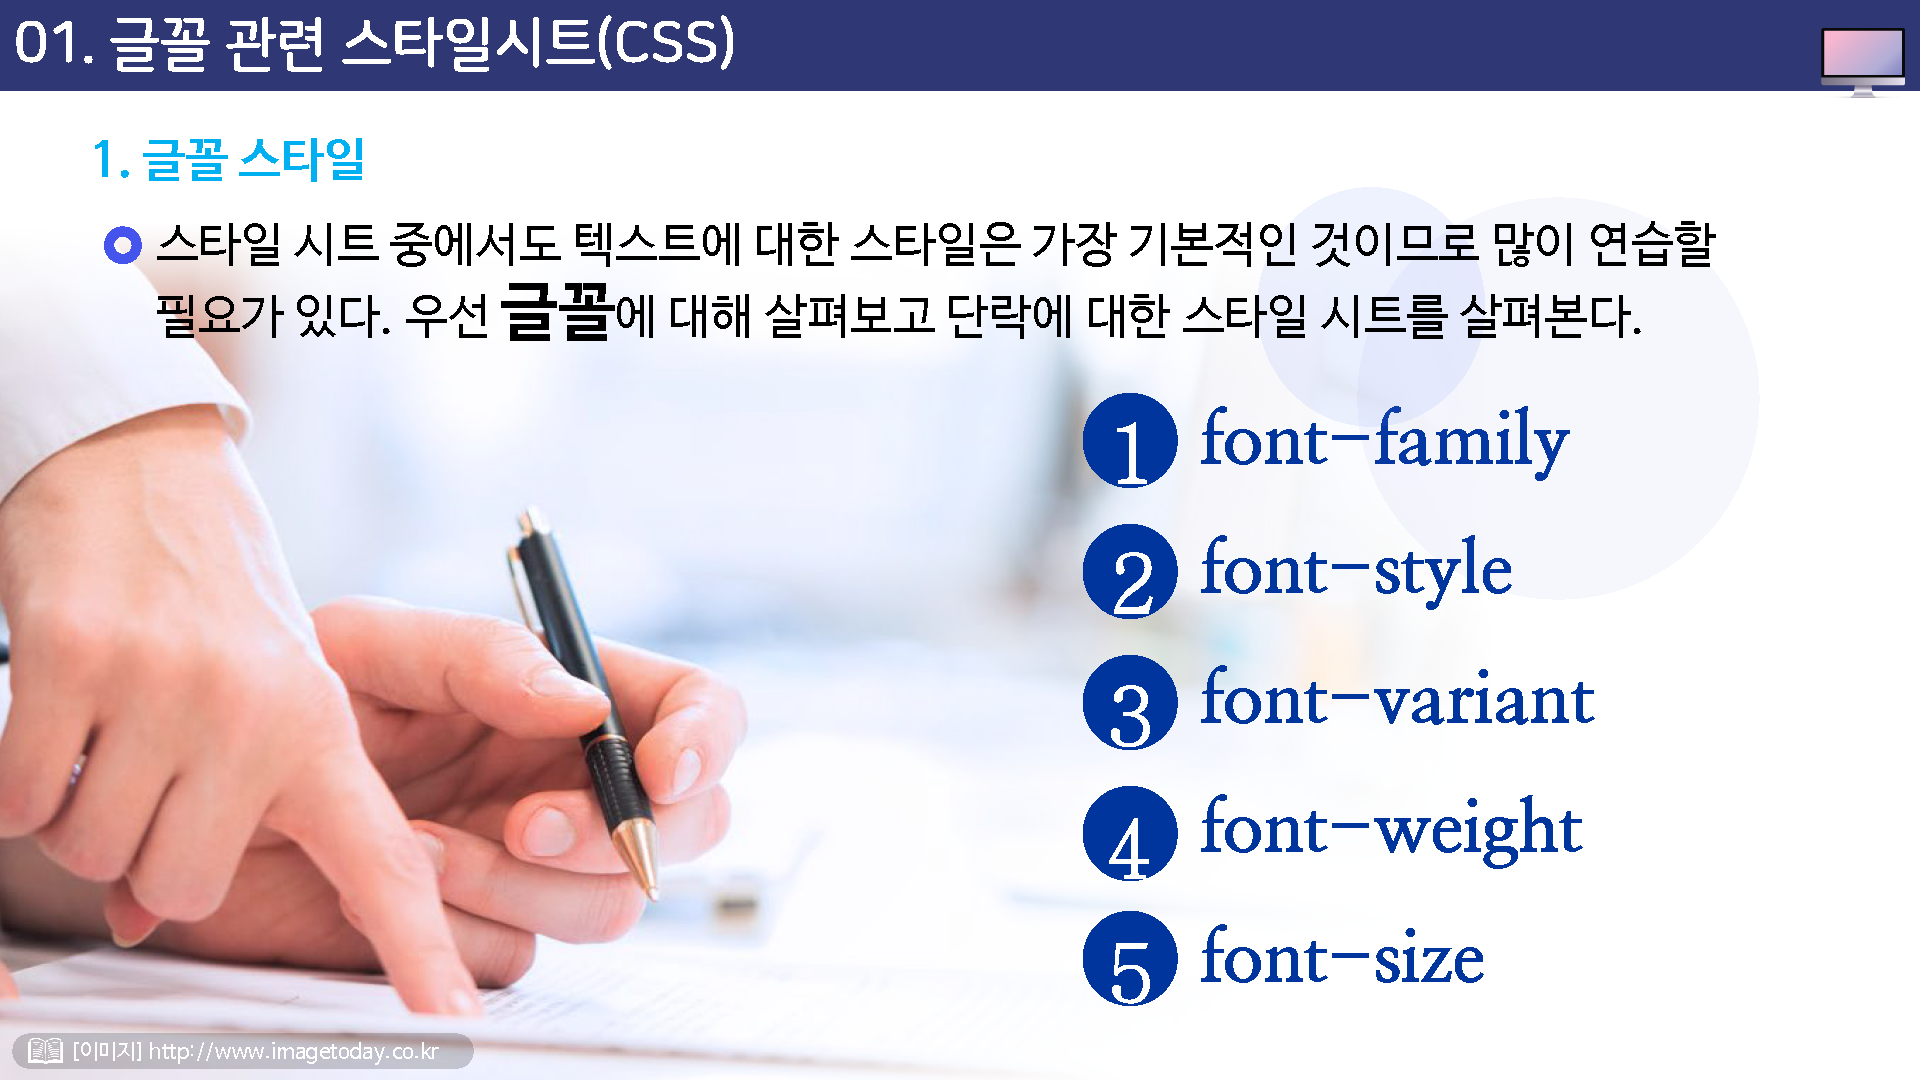 01. 글꼴 관련 스타일시트(CSS)
1. 글꼴 스타일
스타일 시트 중에서도 텍스트에 대한 스타일은 가장 기본적인 것이므로 많이 연습할
필요가 있다. 우선 글꼴에 대해 살펴보고 단락에 대한 스타일 시트를 살펴본다.
1 font-family
2 font-style
3 font-variant
4 font-weight
5 font-size
[이미지] http://www.imagetoday.co.kr